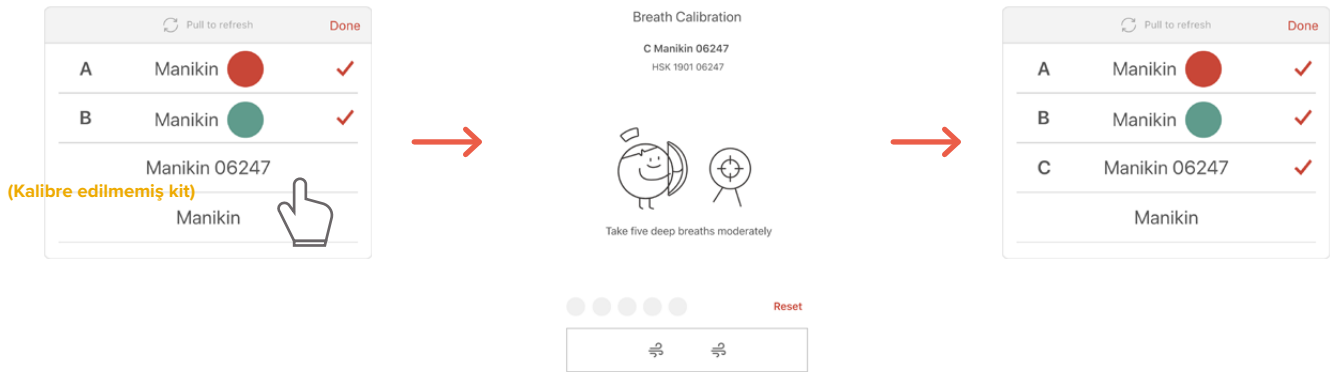 Pull to refresh Done
A Manikin
B Manikin
Manikin 06247
(Kalibre edilmemiş kit)
Manikin
Breath Calibration
C Manikin 06247
HSK 1901 06247
Take five deep breaths moderately
Reset
Pull to refresh Done
A Manikin
B Manikin
C Manikin 06247
Manikin